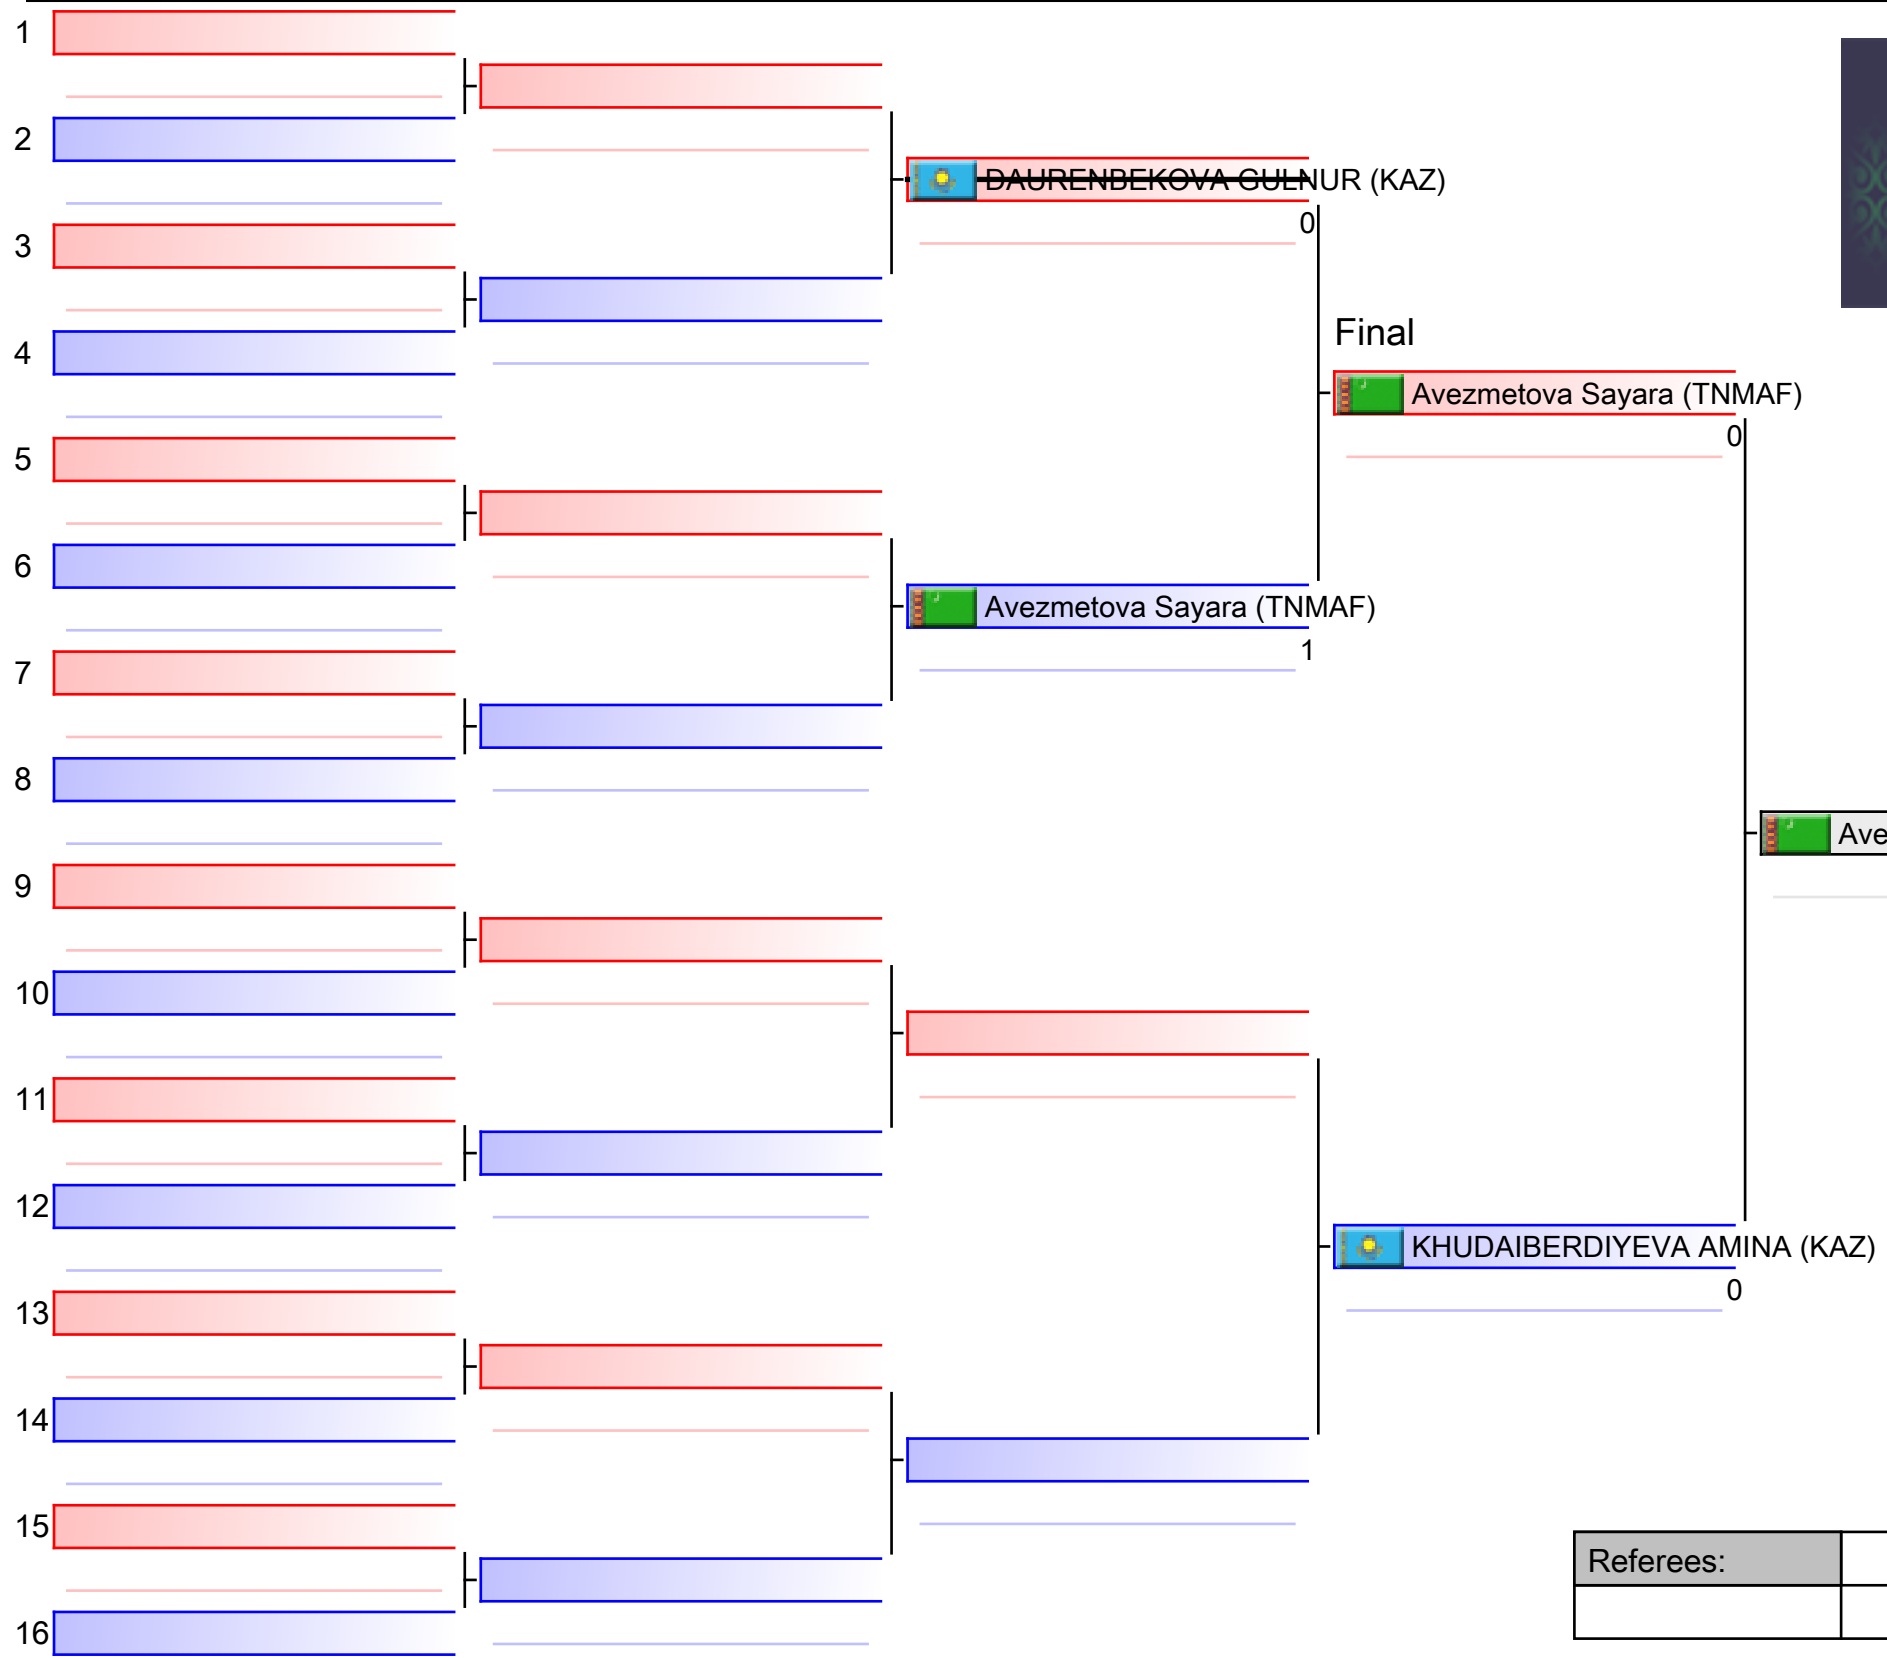 1
2
DAURENBEKOVA GULNUR (KAZ)
0
3
Final
4
Avezmetova Sayara (TNMAF)
0
5
6
Avezmetova Sayara (TNMAF)
1
7
8
Ave
9
10
11
12
KHUDAIBERDIYEVA AMINA (KAZ)
0
13
14
15
Referees:
16